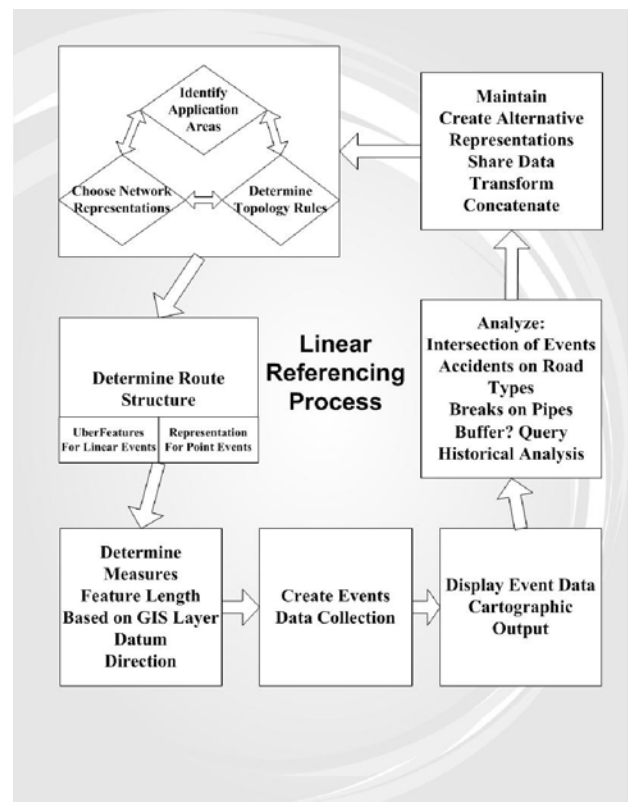 Identify
Application
Areas
Choose Network
Representations
Determine
Topology Rules
Determine Route
Structure
UberFeatures
For Linear Events
Representation
For Point Events
Linear
Referencing
Process
Determine
Measures
Feature Length
Based on GIS Layer
Datum
Direction
Create Events
Data Collection
Display Event Data
Cartographic
Output
Analyze:
Intersection of Events
Accidents on Road
Types
Breaks on Pipes
Buffer? Query
Historical Analysis
Maintain
Create Alternative
Representations
Share Data
Transform
Concatenate